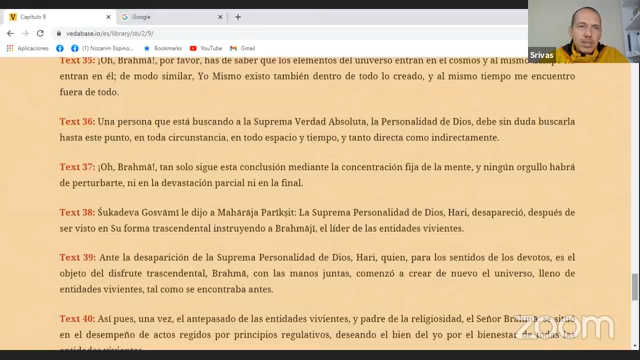 Capítulo 9
Google
vedabase.io/es/library/sb/2/9/
Aplicaciones
(1) Nozarim Espino...
Bookmarks
YouTube
Maps
Gmail
Srivas
Text 35: ¡Oh, Brahmā!, por favor, has de saber que los elementos del universo entran en el cosmos y al mismo
entran en él; de modo similar, Yo Mismo existo también dentro de todo lo creado, y al mismo tiempo me encuentro
fuera de todo.
Text 36: Una persona que está buscando a la Suprema Verdad Absoluta, la Personalidad de Dios, debe sin duda buscarla
hasta este punto, en toda circunstancia, en todo espacio y tiempo, y tanto directa como indirectamente.
Text 37: ¡Oh, Brahmā!, tan solo sigue esta conclusión mediante la concentración fija de la mente, y ningún orgullo habrá
de perturbarte, ni en la devastación parcial ni en la final.
Text 38: Śukadeva Gosvāmī le dijo a Mahārāja Parīkṣit: La Suprema Personalidad de Dios, Hari, desapareció, después de
ser visto en Su forma trascendental instruyendo a Brahmājī, el líder de las entidades vivientes.
Text 39: Ante la desaparición de la Suprema Personalidad de Dios, Hari, quien, para los sentidos de los devotos, es el
objeto del disfrute trascendental, Brahmā, con las manos juntas, comenzó a crear de nuevo el universo, lleno de
entidades vivientes, tal como se encontraba antes.
Text 40: Así pues, una vez, el antepasado de las entidades vivientes, y padre de la religiosidad, el Señor Brahmā, se situó
en el desempeño de actos regidos por principios regulativos, deseando el bien del yo por el bienestar de todas las
entidades vivientes.
zoom